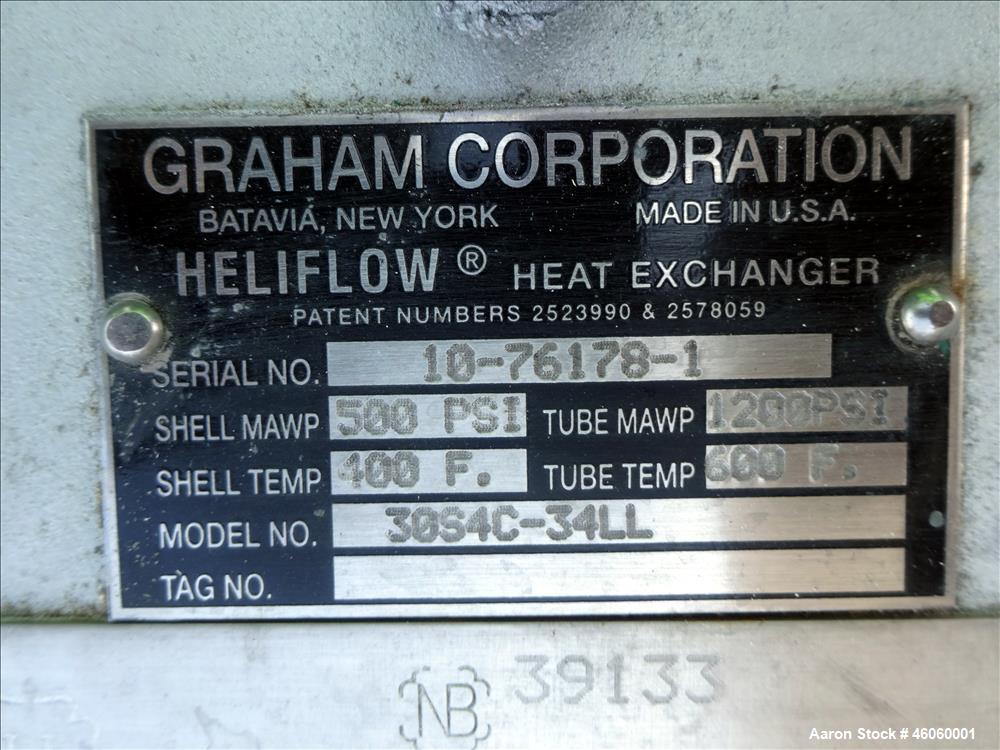 GRAHAM CORPORATION
BATAVIA, NEW YORK MADE IN U.S.A.
HELIFLOW ® HEAT EXCHANGER
PATENT NUMBERS 2523990 & 2578059
SERIAL NO. 10-76178-1
SHELL MAWP 500 PSI TUBE MAWP 1200PSI
SHELL TEMP 400 F. TUBE TEMP 600 F.
MODEL NO. 30S4C-34LL
TAG NO.
NB 39133
Aaron Stock # 46060001